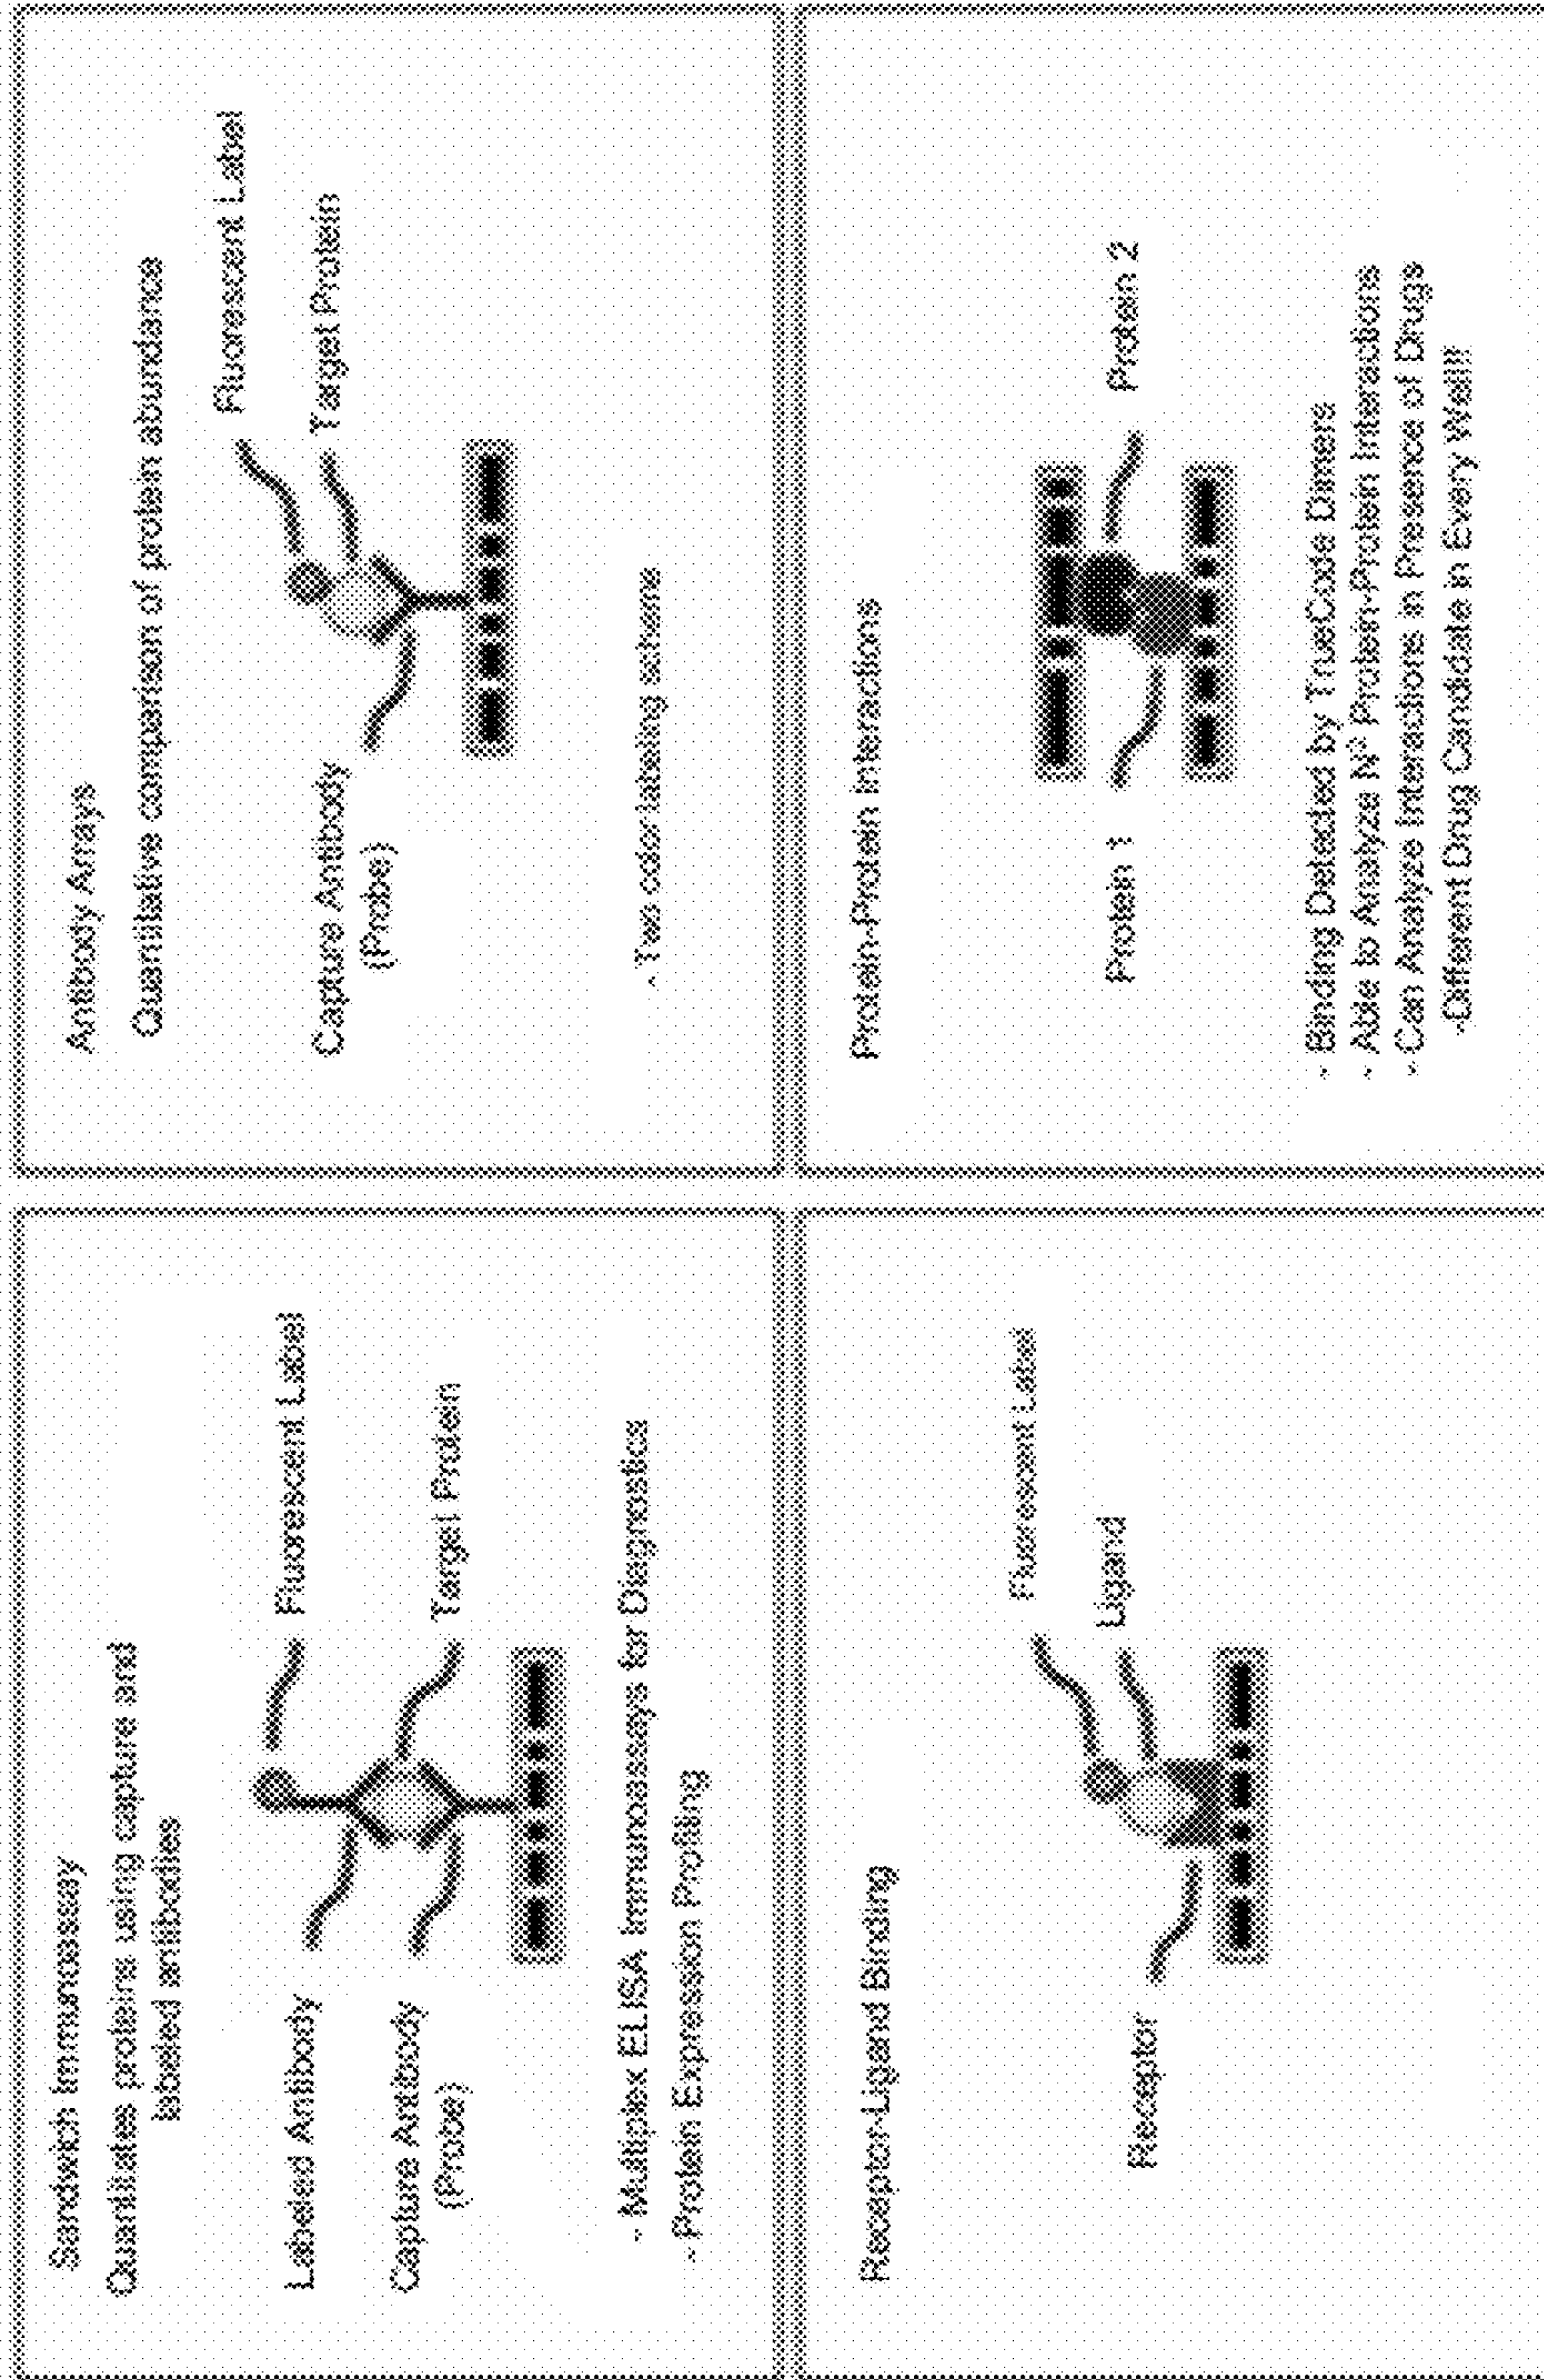 Sandwich Immunoassay
Quantitates proteins using capture and
labeled antibodies
Fluorescent Label
Labeled Antibody
Target Protein
Capture Antibody
(Probe)
- Multiplex ELISA Immunoassays for Diagnostics
- Protein Expression Profiling
Antibody Arrays
Quantitative comparison of protein abundance
Fluorescent Label
Target Protein
Capture Antibody
(Probe)
- Two color labeling scheme
Receptor-Ligand Binding
Fluorescent Label
Ligand
Receptor
Protein-Protein Interactions
Protein 1
Protein 2
- Binding Detected by TrueCode Dimers
- Able to Analyze N² Protein-Protein Interactions
- Can Analyze Interactions in Presence of Drugs
-Different Drug Candidate in Every Well!!